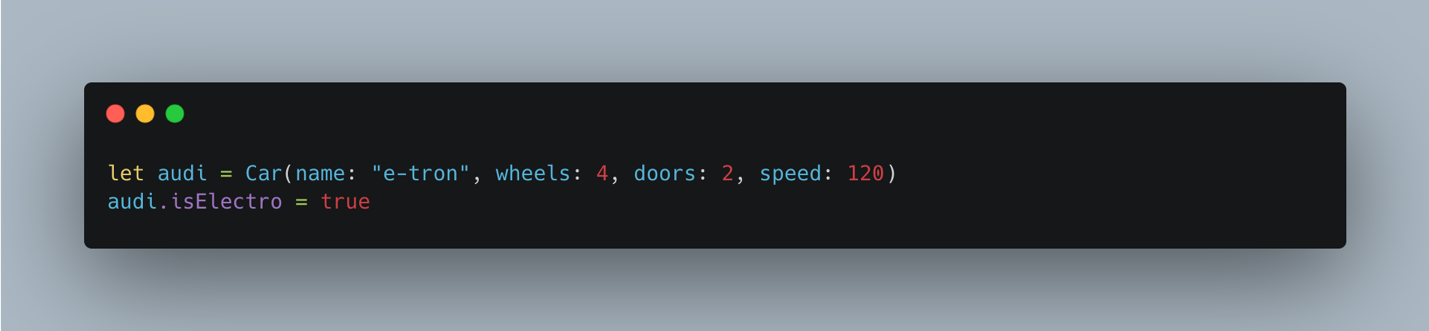 let audi = Car(name: "e-tron", wheels: 4, doors: 2, speed: 120)
audi.isElectro = true